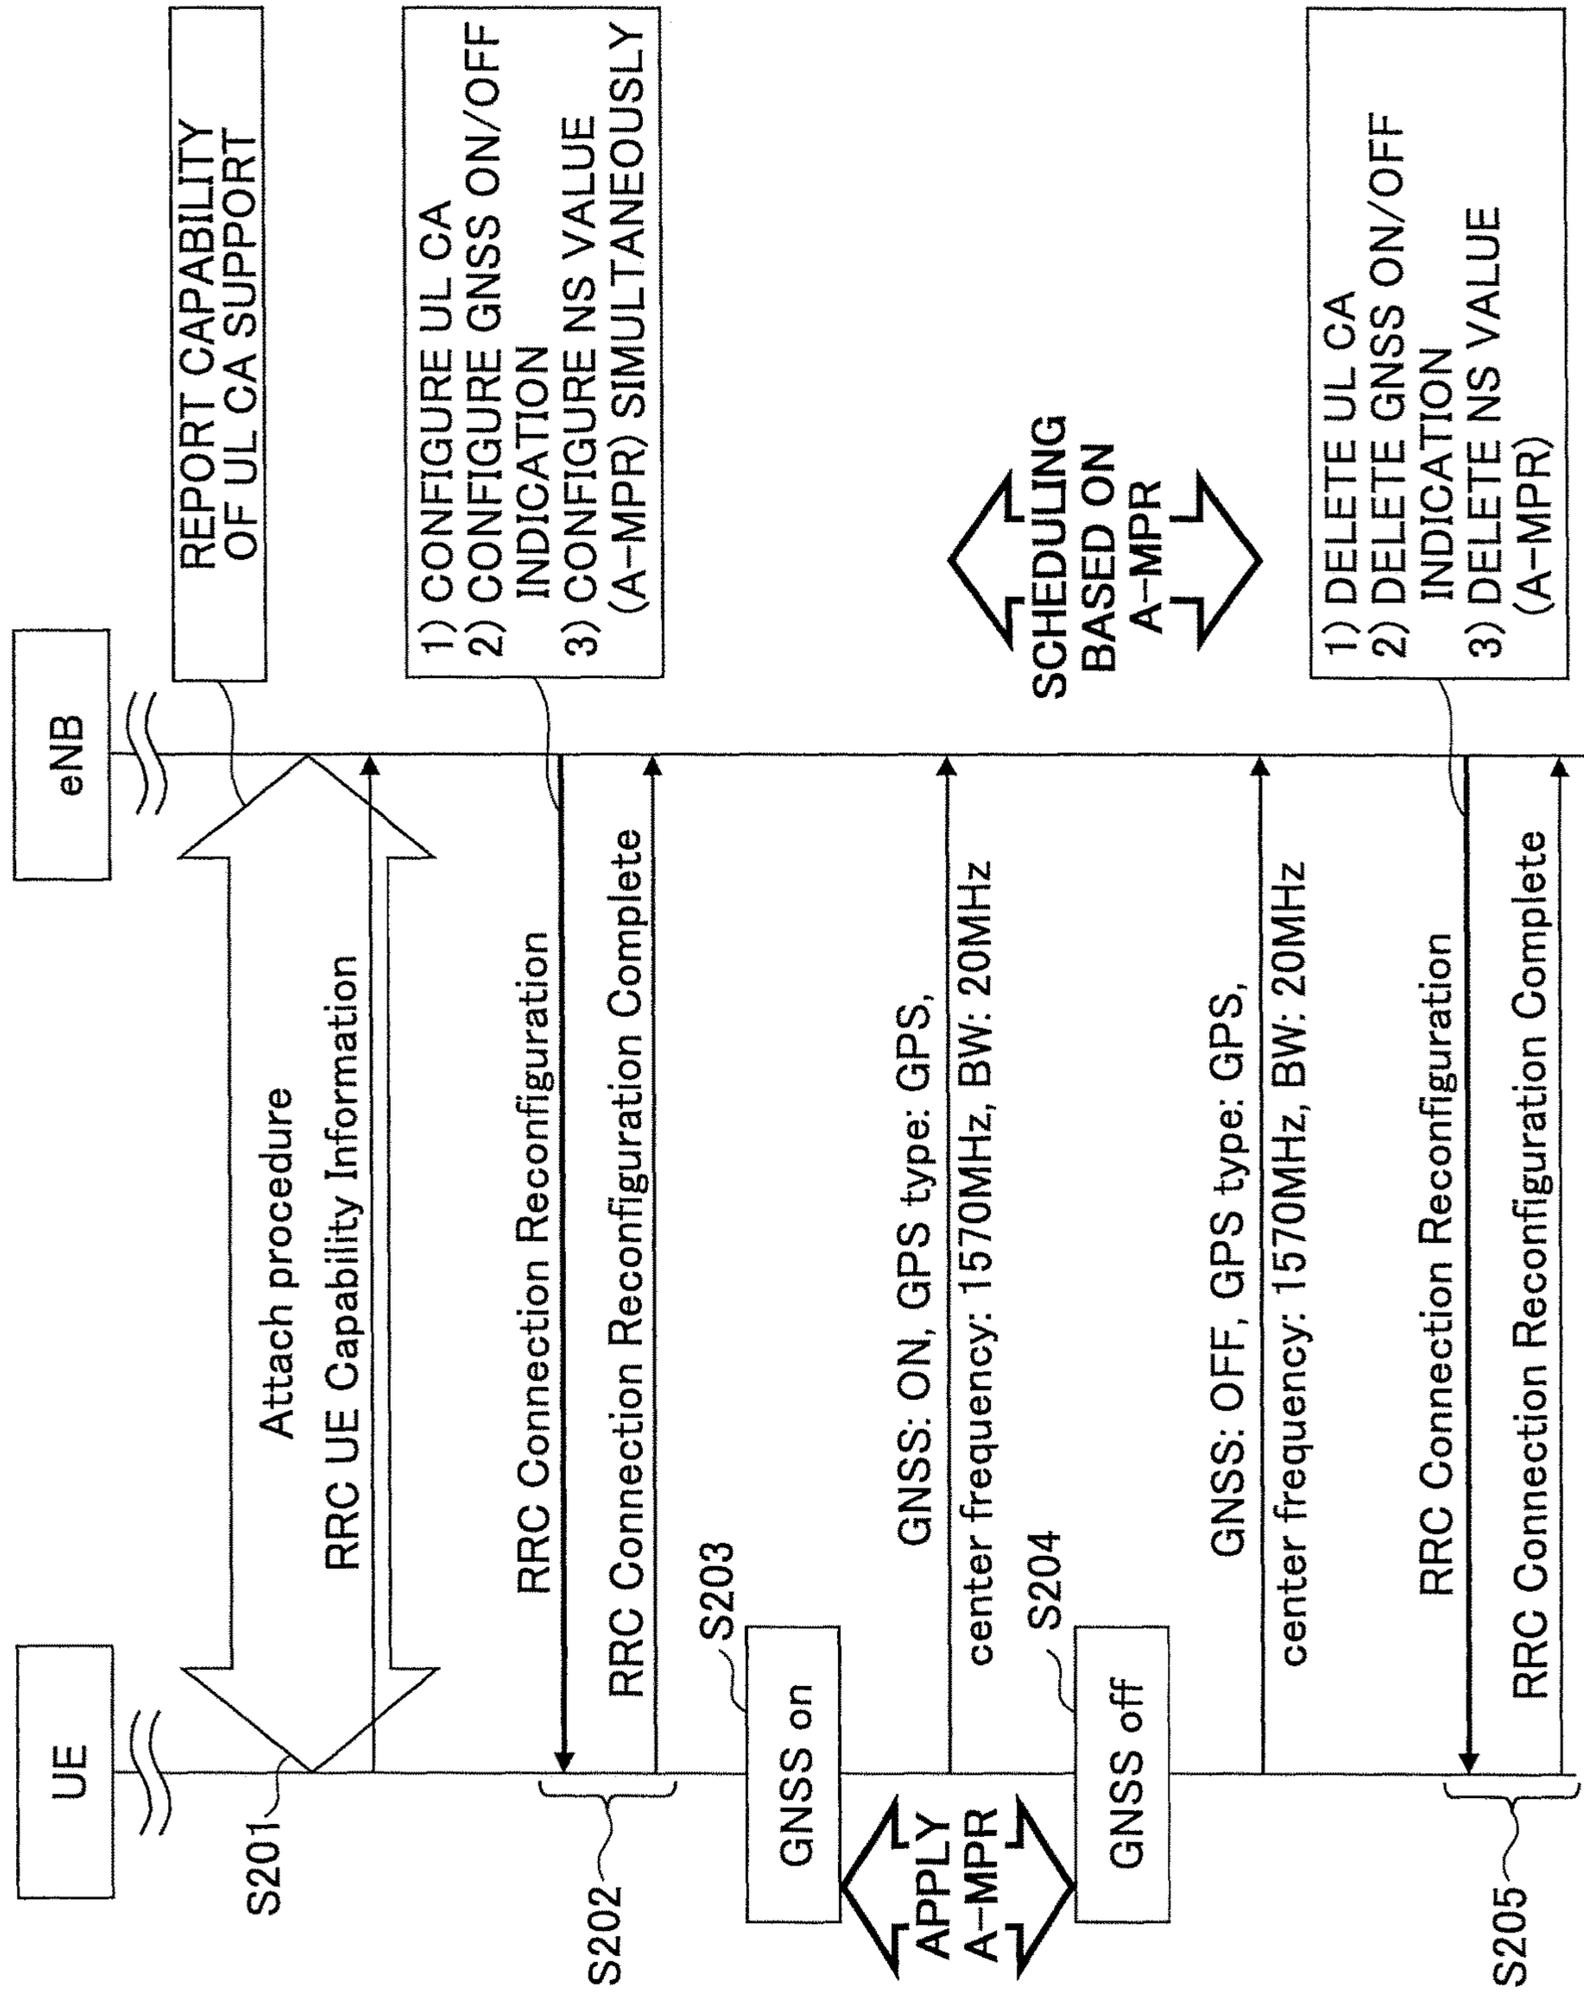 UE
eNB
S201
Attach procedure
RRC UE Capability Information
REPORT CAPABILITY
OF UL CA SUPPORT
S202
RRC Connection Reconfiguration
RRC Connection Reconfiguration Complete
1) CONFIGURE UL CA
2) CONFIGURE GNSS ON/OFF
INDICATION
3) CONFIGURE NS VALUE
(A-MPR) SIMULTANEOUSLY
S203
GNSS on
APPLY
A-MPR
GNSS: ON, GPS type: GPS,
center frequency: 1570MHz, BW: 20MHz
SCHEDULING
BASED ON
A-MPR
S204
GNSS off
GNSS: OFF, GPS type: GPS,
center frequency: 1570MHz, BW: 20MHz
S205
RRC Connection Reconfiguration
RRC Connection Reconfiguration Complete
1) DELETE UL CA
2) DELETE GNSS ON/OFF
INDICATION
3) DELETE NS VALUE
(A-MPR)